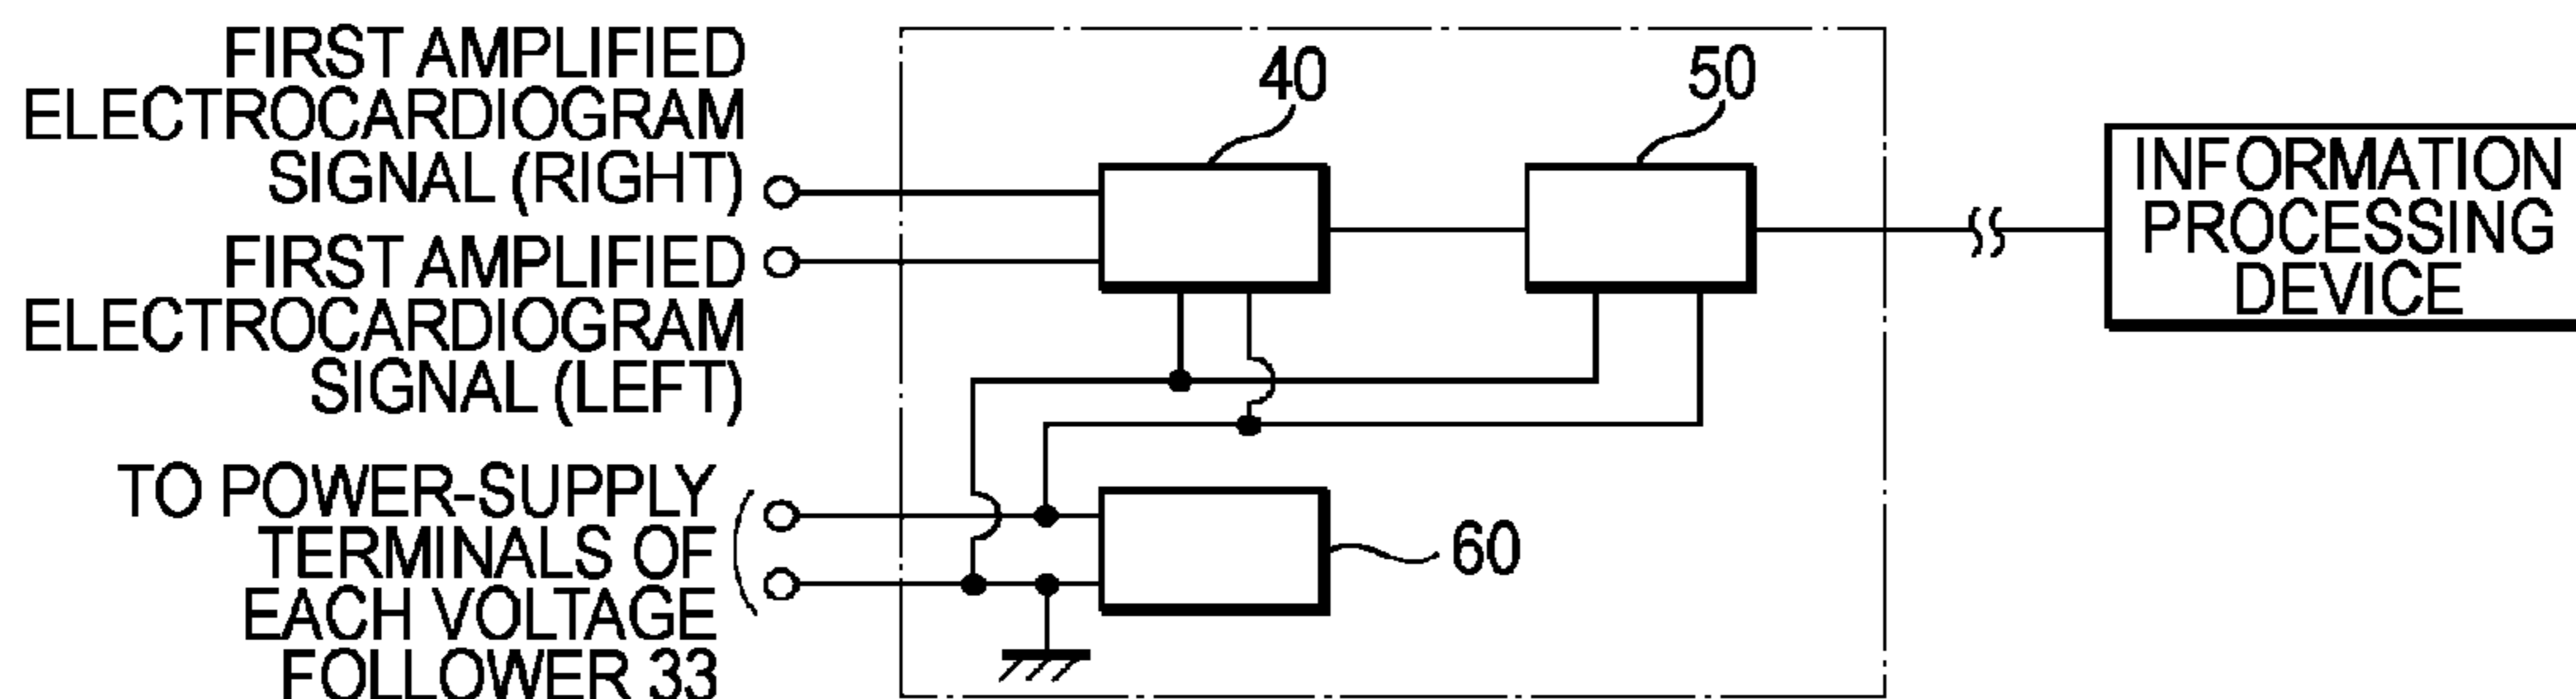 FIRST AMPLIFIED
ELECTROCARDIOGRAM
SIGNAL (RIGHT)
FIRST AMPLIFIED
ELECTROCARDIOGRAM
SIGNAL (LEFT)
TO POWER-SUPPLY
TERMINALS OF
EACH VOLTAGE
FOLLOWER 33
40
50
60
INFORMATION
PROCESSING
DEVICE